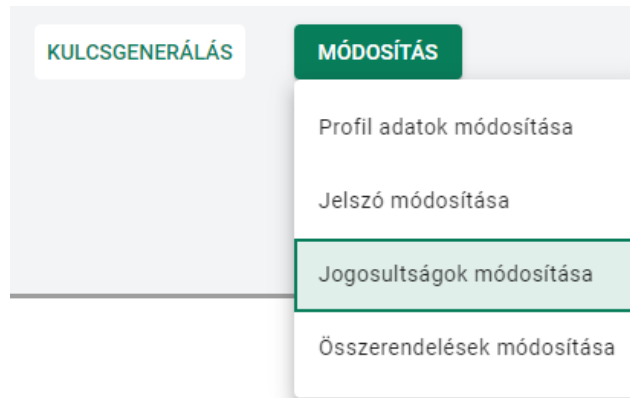 KULCSGENERÁLÁS
MÓDOSÍTÁS
Profil adatok módosítása
Jelszó módosítása
Jogosultságok módosítása
Összerendelések módosítása